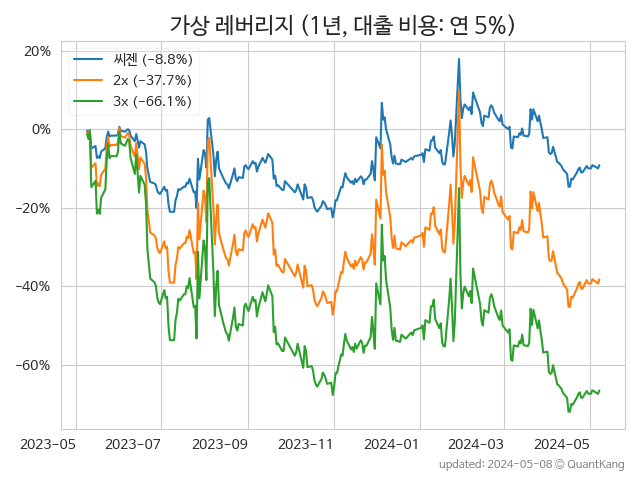 가상 레버리지 (1년, 대출 비용: 연 5%)
씨젠 (−8.8%)
2x (−37.7%)
3x (−66.1%)
20%
0%
−20%
−40%
−60%
2023-05 2023-07 2023-09 2023-11 2024-01 2024-03 2024-05
updated: 2024-05-08 © QuantKang